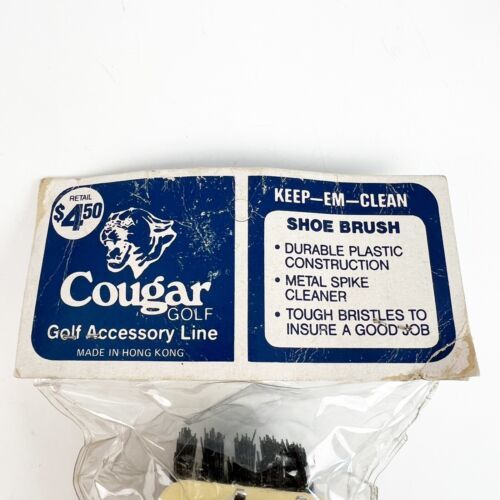 RETAIL
$4.50
Cougar
GOLF
Golf Accessory Line
MADE IN HONG KONG
KEEP-EM-CLEAN
SHOE BRUSH
• DURABLE PLASTIC
CONSTRUCTION
• METAL SPIKE
CLEANER
• TOUGH BRISTLES TO
INSURE A GOOD JOB